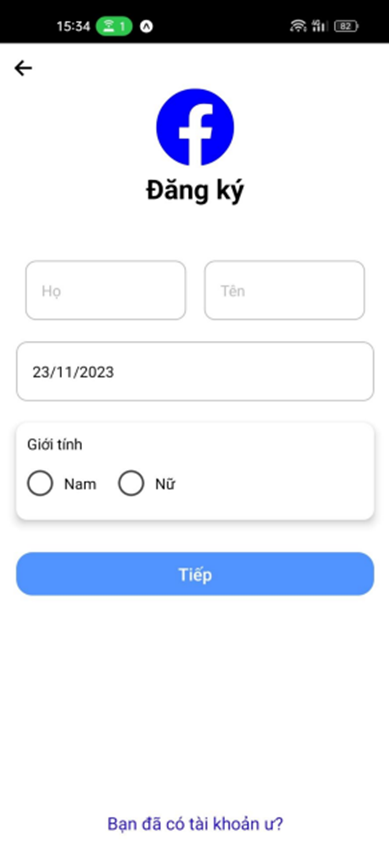 15:34 1 4G 82
Đăng ký
Họ Tên
23/11/2023
Giới tính
Nam Nữ
Tiếp
Bạn đã có tài khoản ư?